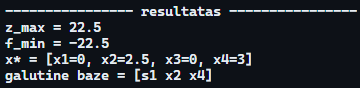 ---------------- resultatas ----------------
z_max = 22.5
f_min = -22.5
x* = [x1=0, x2=2.5, x3=0, x4=3]
galutine baze = [s1 x2 x4]